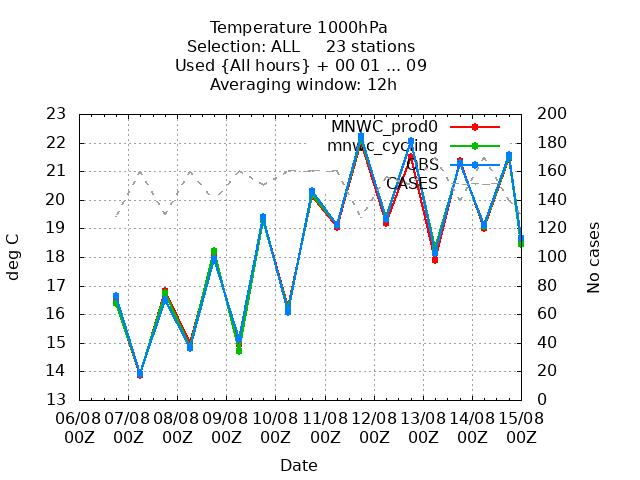 Temperature 1000hPa
Selection: ALL 23 stations
Used {All hours} + 00 01 ... 09
Averaging window: 12h
23 200
22 180
21 160
20 140
19 120
18 100
17 80
16 60
15 40
14 20
13 0
MNWC_prod0
mnwc_cycling
OBS
CASES
deg C
No cases
06/08 07/08 08/08 09/08 10/08 11/08 12/08 13/08 14/08 15/08
00Z 00Z 00Z 00Z 00Z 00Z 00Z 00Z 00Z 00Z
Date